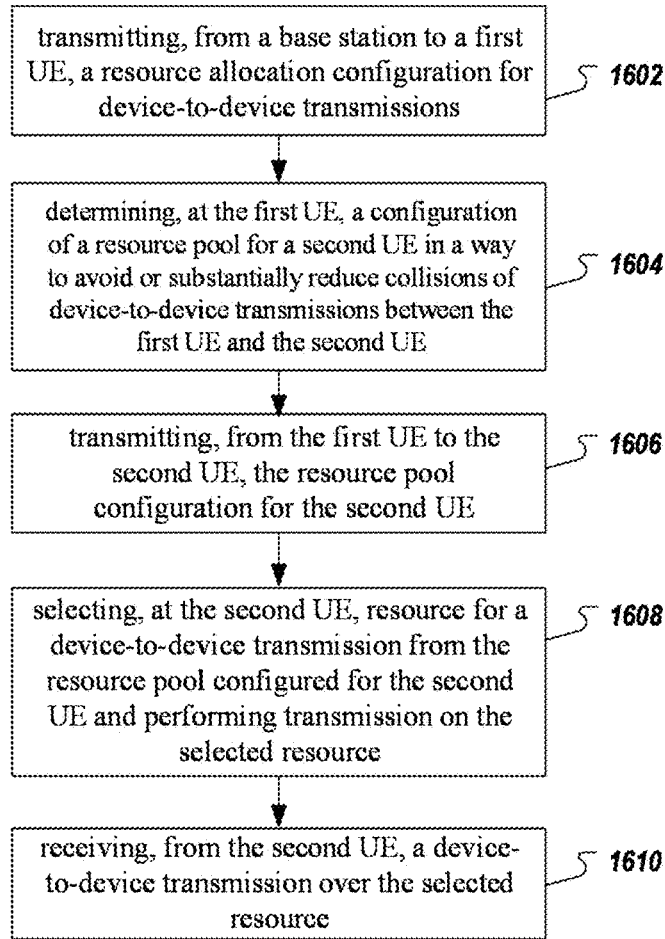 transmitting, from a base station to a first
UE, a resource allocation configuration for
device-to-device transmissions
1602
determining, at the first UE, a configuration
of a resource pool for a second UE in a way
to avoid or substantially reduce collisions of
device-to-device transmissions between the
first UE and the second UE
1604
transmitting, from the first UE to the
second UE, the resource pool
configuration for the second UE
1606
selecting, at the second UE, resource for a
device-to-device transmission from the
resource pool configured for the second
UE and performing transmission on the
selected resource
1608
receiving, from the second UE, a device-
to-device transmission over the selected
resource
1610